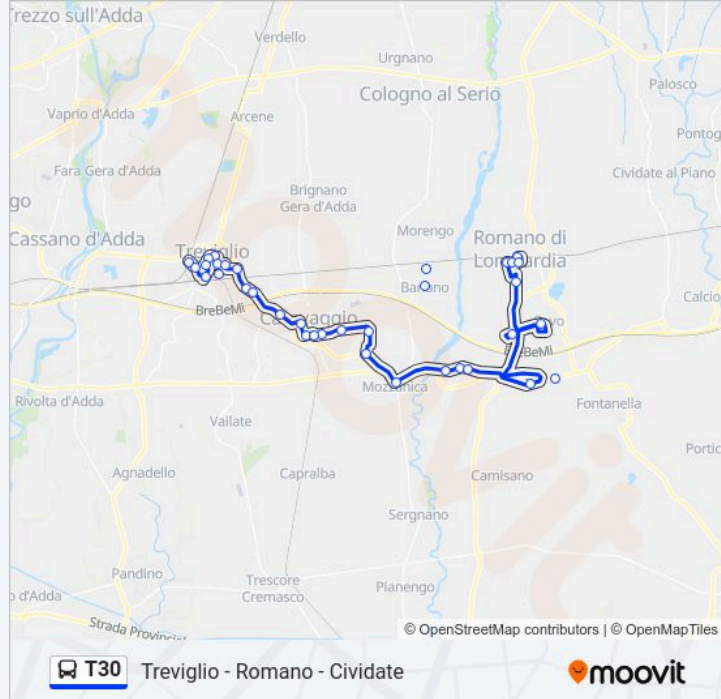 Trezzo sull'Adda
Verdello
Urgnano
Palosco
Cologno al Serio
Vaprio d'Adda
Arcene
Pontog
Fara Gera d'Adda
Cividate al Piano
Brignano
Gera d'Adda
go
Morengo
Cassano d'Adda
Treviglio
Romano di
Lombardia
Bariano
Calcio
BreBeMi
Caravaggio
BreBeMi
Mozzanica
Rivolta d'Adda
Fontanella
Vailate
Portic
Agnadello
Capralba
Camisano
Sergnano
Pandino
Trescore
Cremasco
Pianengo
o d'Adda
Strada Provincial
© OpenStreetMap contributors | © OpenMapTiles
T30 Treviglio - Romano - Cividate
moovit